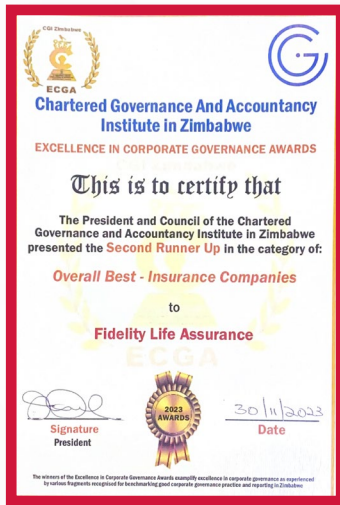 CGI Zimbabwe
ECGA
Chartered Governance And Accountancy
Institute in Zimbabwe
EXCELLENCE IN CORPORATE GOVERNANCE AWARDS
This is to certify that
The President and Council of the Chartered
Governance and Accountancy Institute in Zimbabwe
presented the Second Runner Up in the category of:
Overall Best - Insurance Companies
to
Fidelity Life Assurance
ECGA
2023
AWARDS
30/11/2023
Signature
President
Date
The winners of the Excellence in Corporate Governance Awards examplify excellence in corporate governance as experienced
by various fragments recognised for benchmarking good corporate governance practice and reporting in Zimbabwe